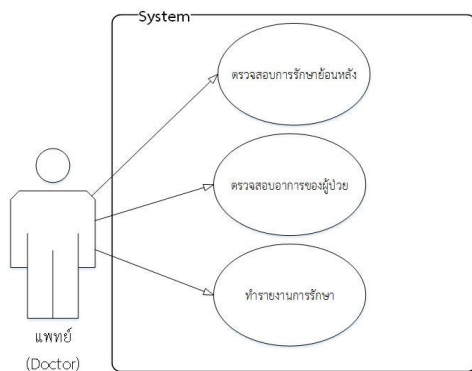 System
ตรวจสอบการรักษาย้อนหลัง
ตรวจสอบอาการของผู้ป่วย
ทำรายงานการรักษา
แพทย์
(Doctor)